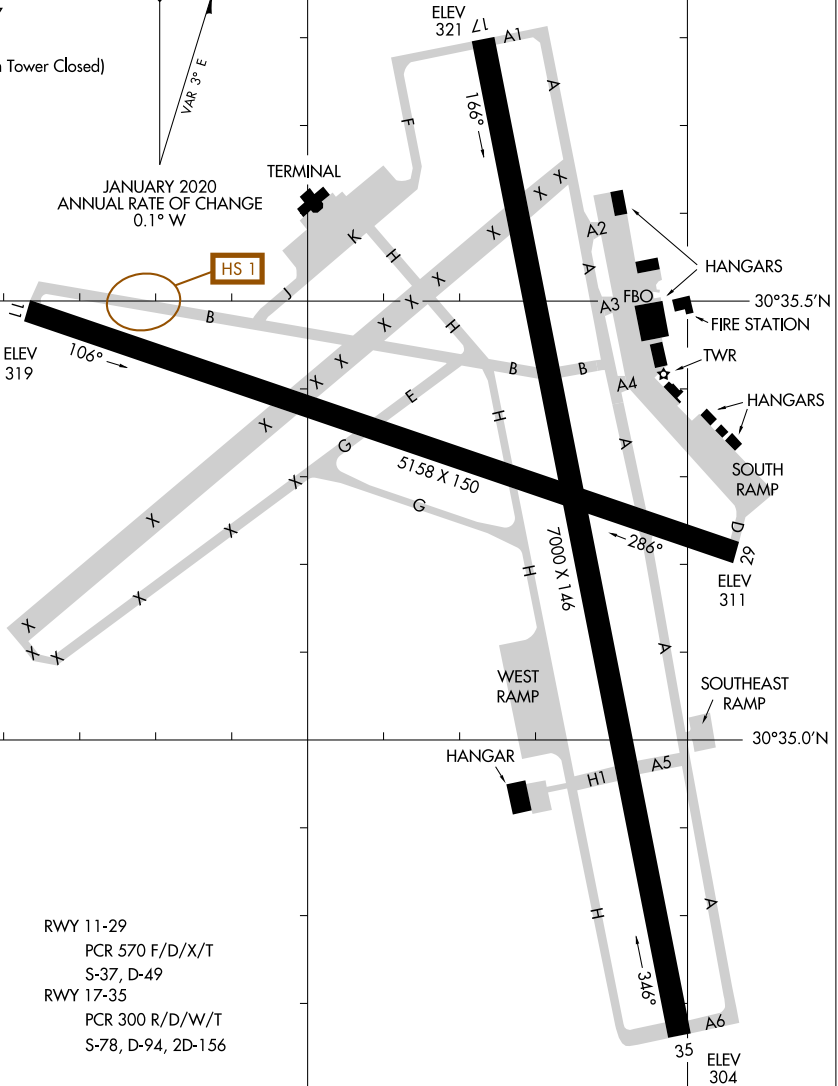 n Tower Closed)
VAR 3° E
JANUARY 2020
ANNUAL RATE OF CHANGE
0.1° W
ELEV
321
17
A1
A
166°
F
TERMINAL
X
X
K
H
X
A2
A
HANGARS
HS 1
J
X
X
A3
FBO
30°35.5'N
FIRE STATION
11
B
X
H
ELEV
319
106°
X
X
B
B
TWR
A4
E
H
HANGARS
X
G
A
5158 X 150
SOUTH
RAMP
X
G
X
X
7000 X 146
286°
D
29
ELEV
311
H
X
X
X
X
A
WEST
RAMP
SOUTHEAST
RAMP
30°35.0'N
HANGAR
H1
A5
H
A
346°
A6
35
ELEV
304
RWY 11-29
PCR 570 F/D/X/T
S-37, D-49
RWY 17-35
PCR 300 R/D/W/T
S-78, D-94, 2D-156